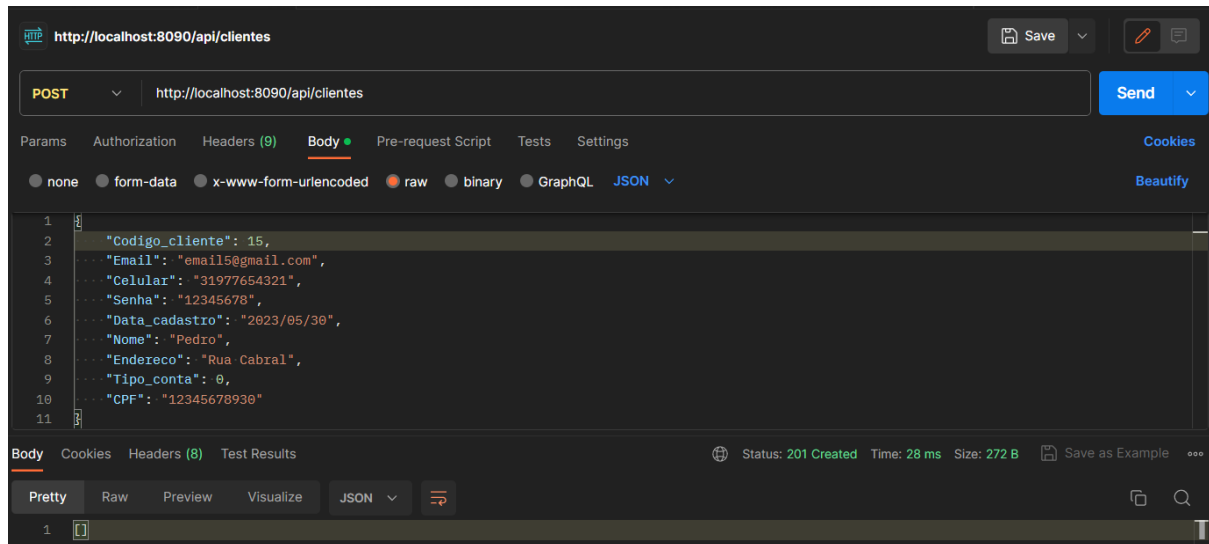 HTTP http://localhost:8090/api/clientes Save
POST http://localhost:8090/api/clientes Send
Params Authorization Headers (9) Body Pre-request Script Tests Settings Cookies
none form-data x-www-form-urlencoded raw binary GraphQL JSON Beautify
1 {
2 "Codigo_cliente": 15,
3 "Email": "email5@gmail.com",
4 "Celular": "31977654321",
5 "Senha": "12345678",
6 "Data_cadastro": "2023/05/30",
7 "Nome": "Pedro",
8 "Endereco": "Rua Cabral",
9 "Tipo_conta": 0,
10 "CPF": "12345678930"
11 }
Body Cookies Headers (8) Test Results Status: 201 Created Time: 28 ms Size: 272 B Save as Example
Pretty Raw Preview Visualize JSON
1 []